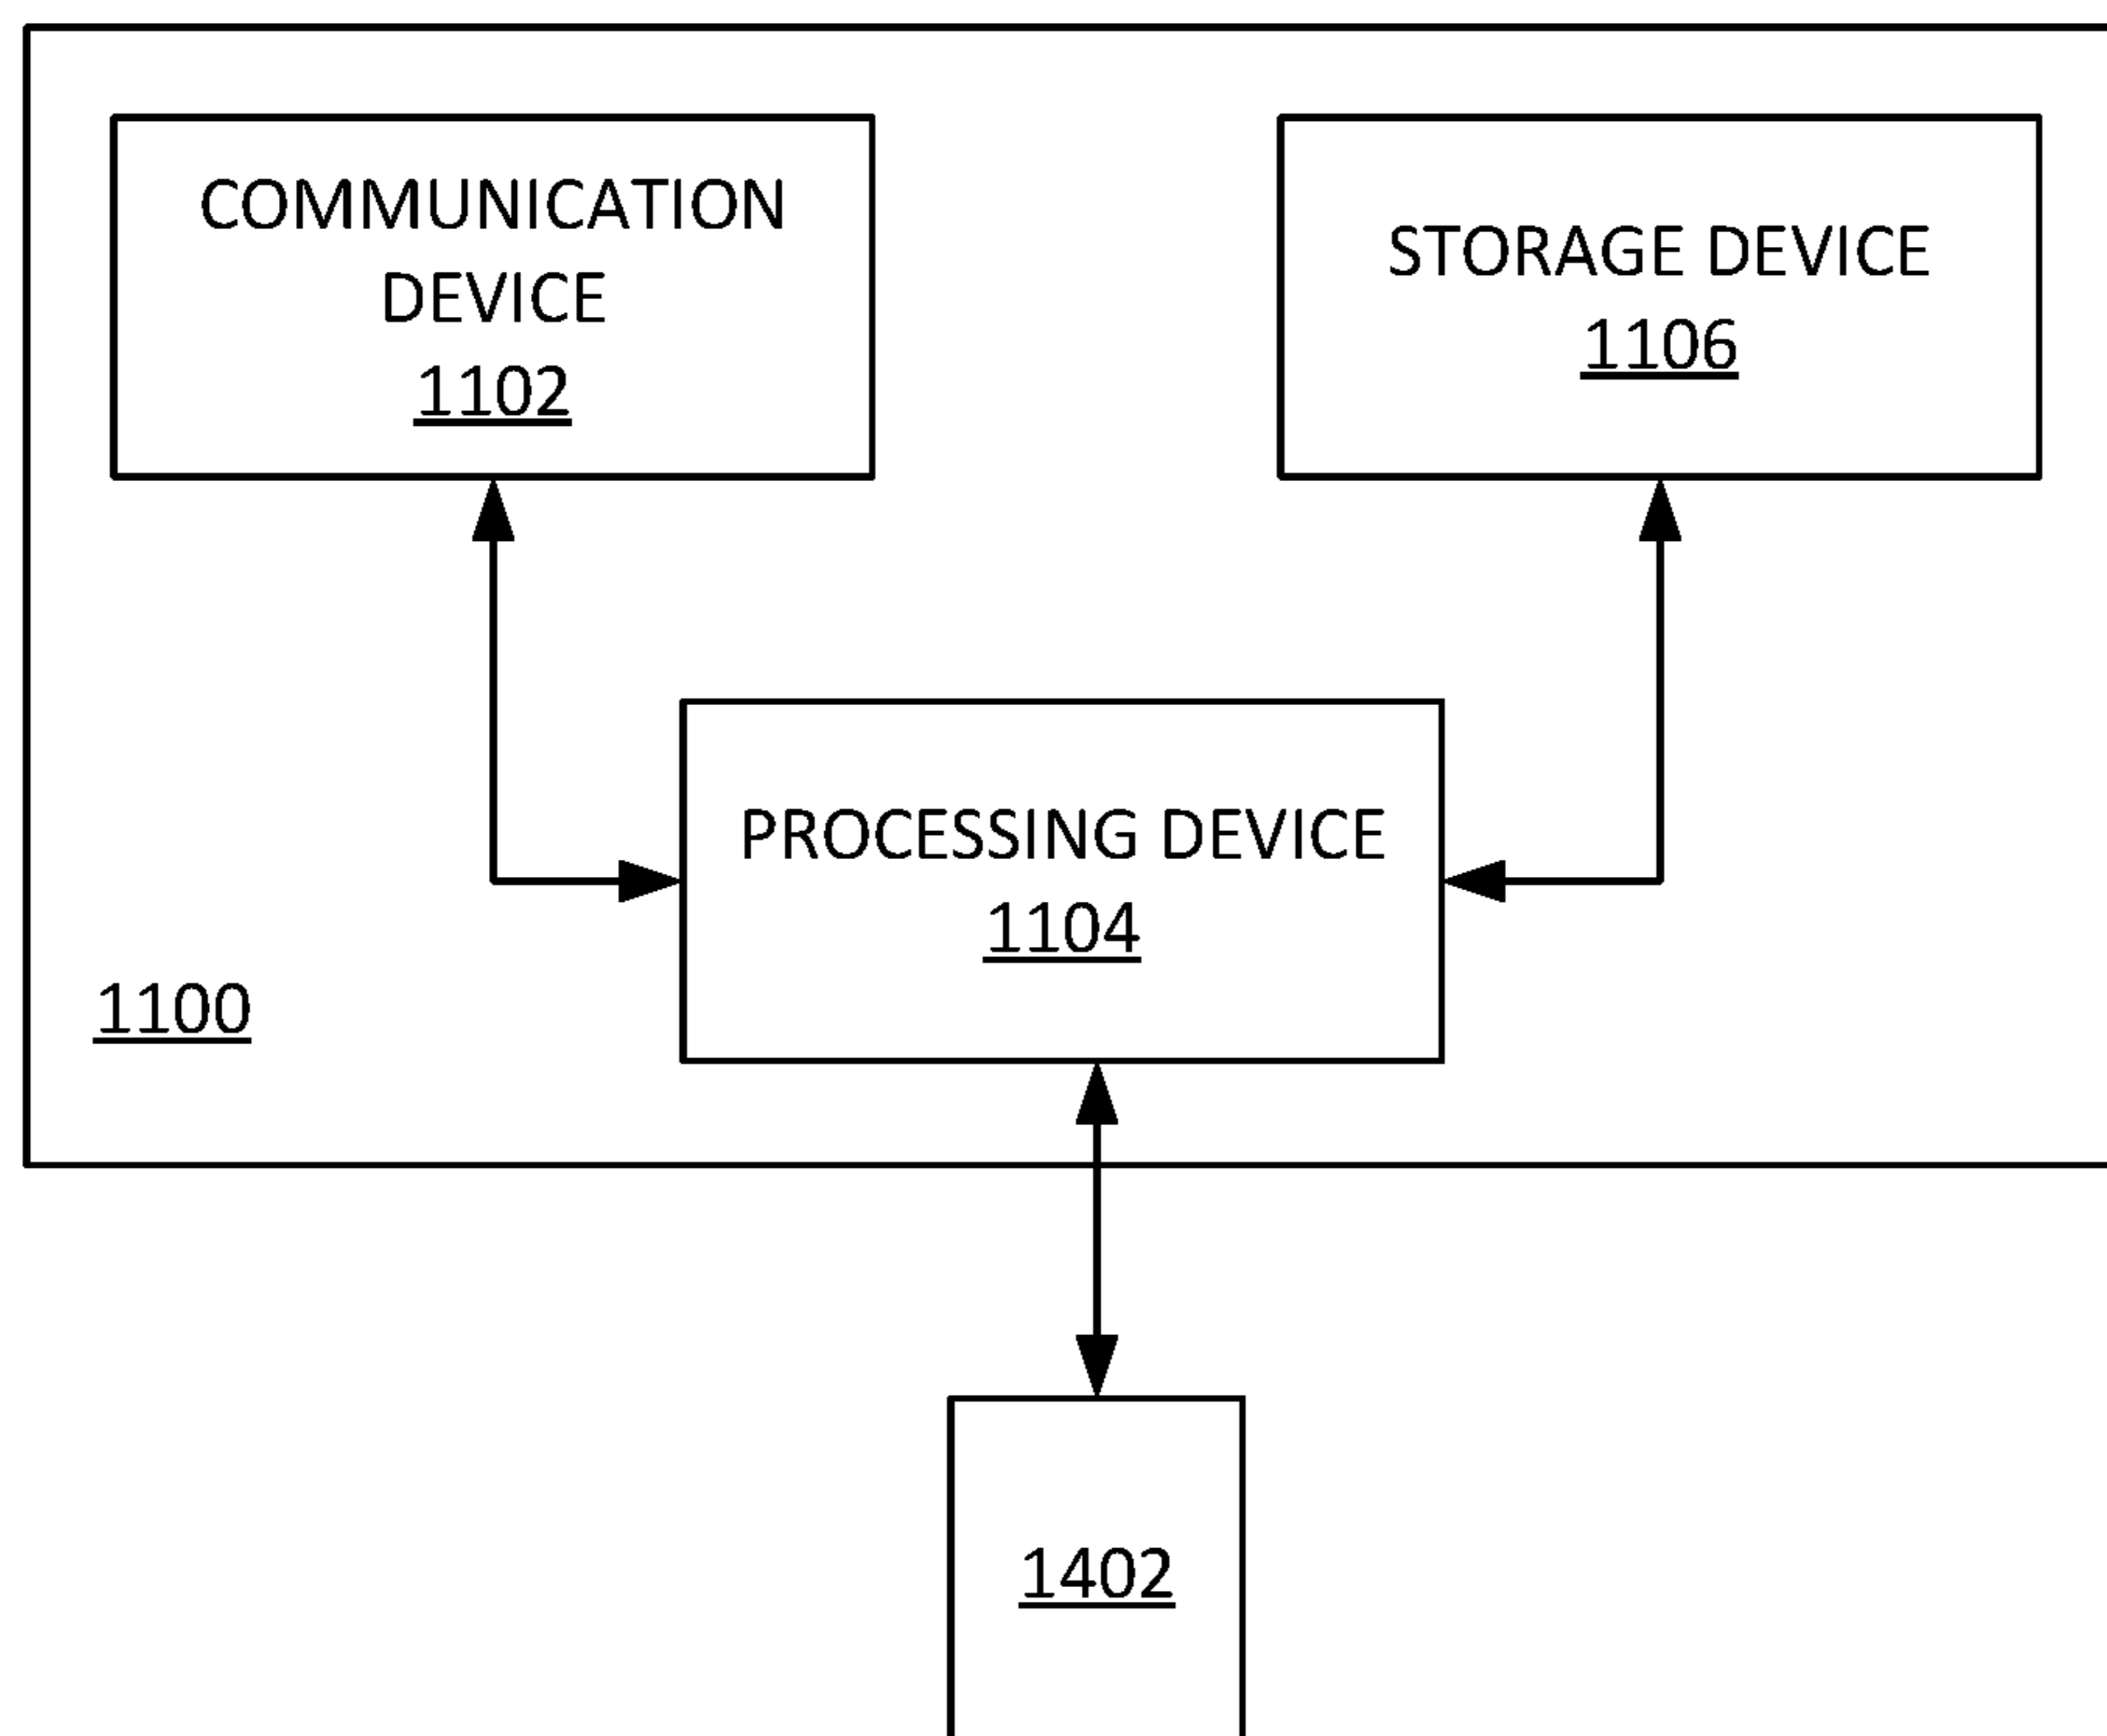 COMMUNICATION
DEVICE
1102
STORAGE DEVICE
1106
PROCESSING DEVICE
1104
1100
1402